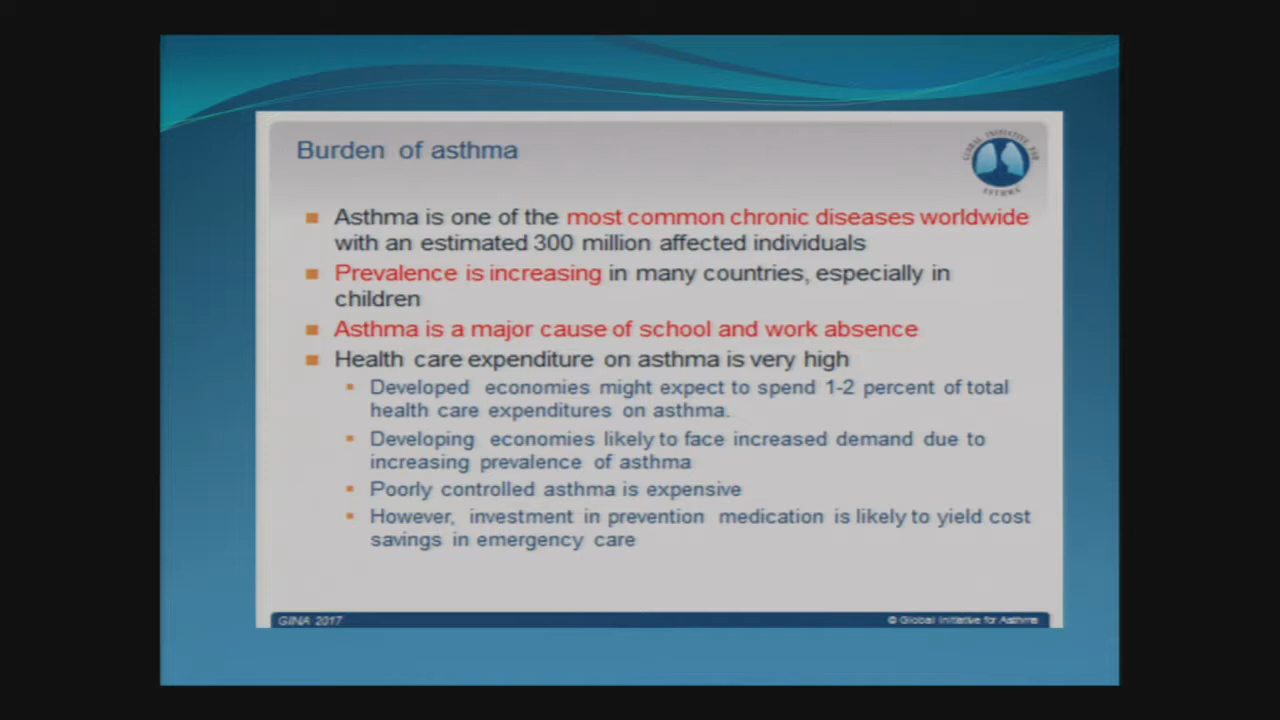 Burden of asthma
GLOBAL INITIATIVE FOR
ASTHMA
Asthma is one of the most common chronic diseases worldwide
with an estimated 300 million affected individuals
Prevalence is increasing in many countries, especially in
children
Asthma is a major cause of school and work absence
Health care expenditure on asthma is very high
Developed economies might expect to spend 1-2 percent of total
health care expenditures on asthma.
Developing economies likely to face increased demand due to
increasing prevalence of asthma
Poorly controlled asthma is expensive
However, investment in prevention medication is likely to yield cost
savings in emergency care
GINA 2017
© Global Initiative for Asthma